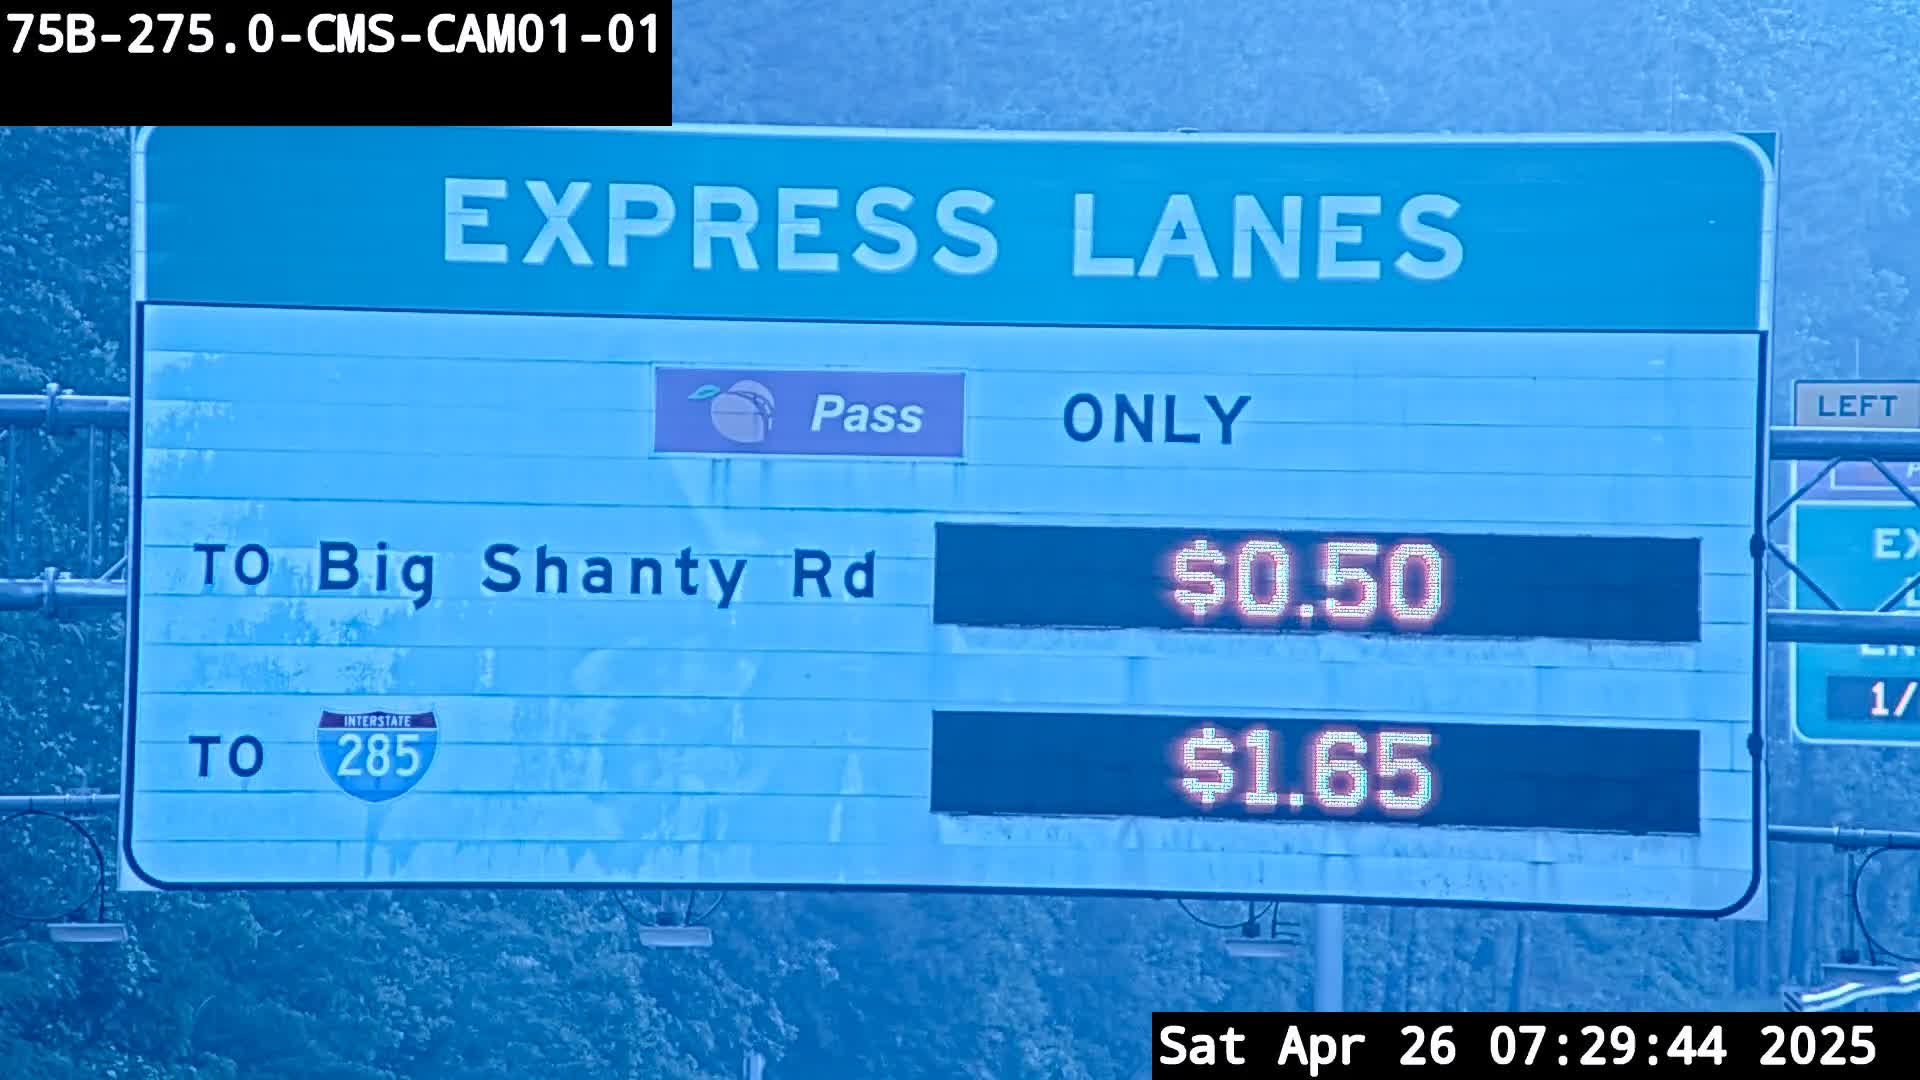 75B-275.0-CMS-CAM01-01
EXPRESS LANES
Pass ONLY
LEFT
TO Big Shanty Rd $0.50
TO INTERSTATE 285 $1.65
1/
Sat Apr 26 07:29:44 2025